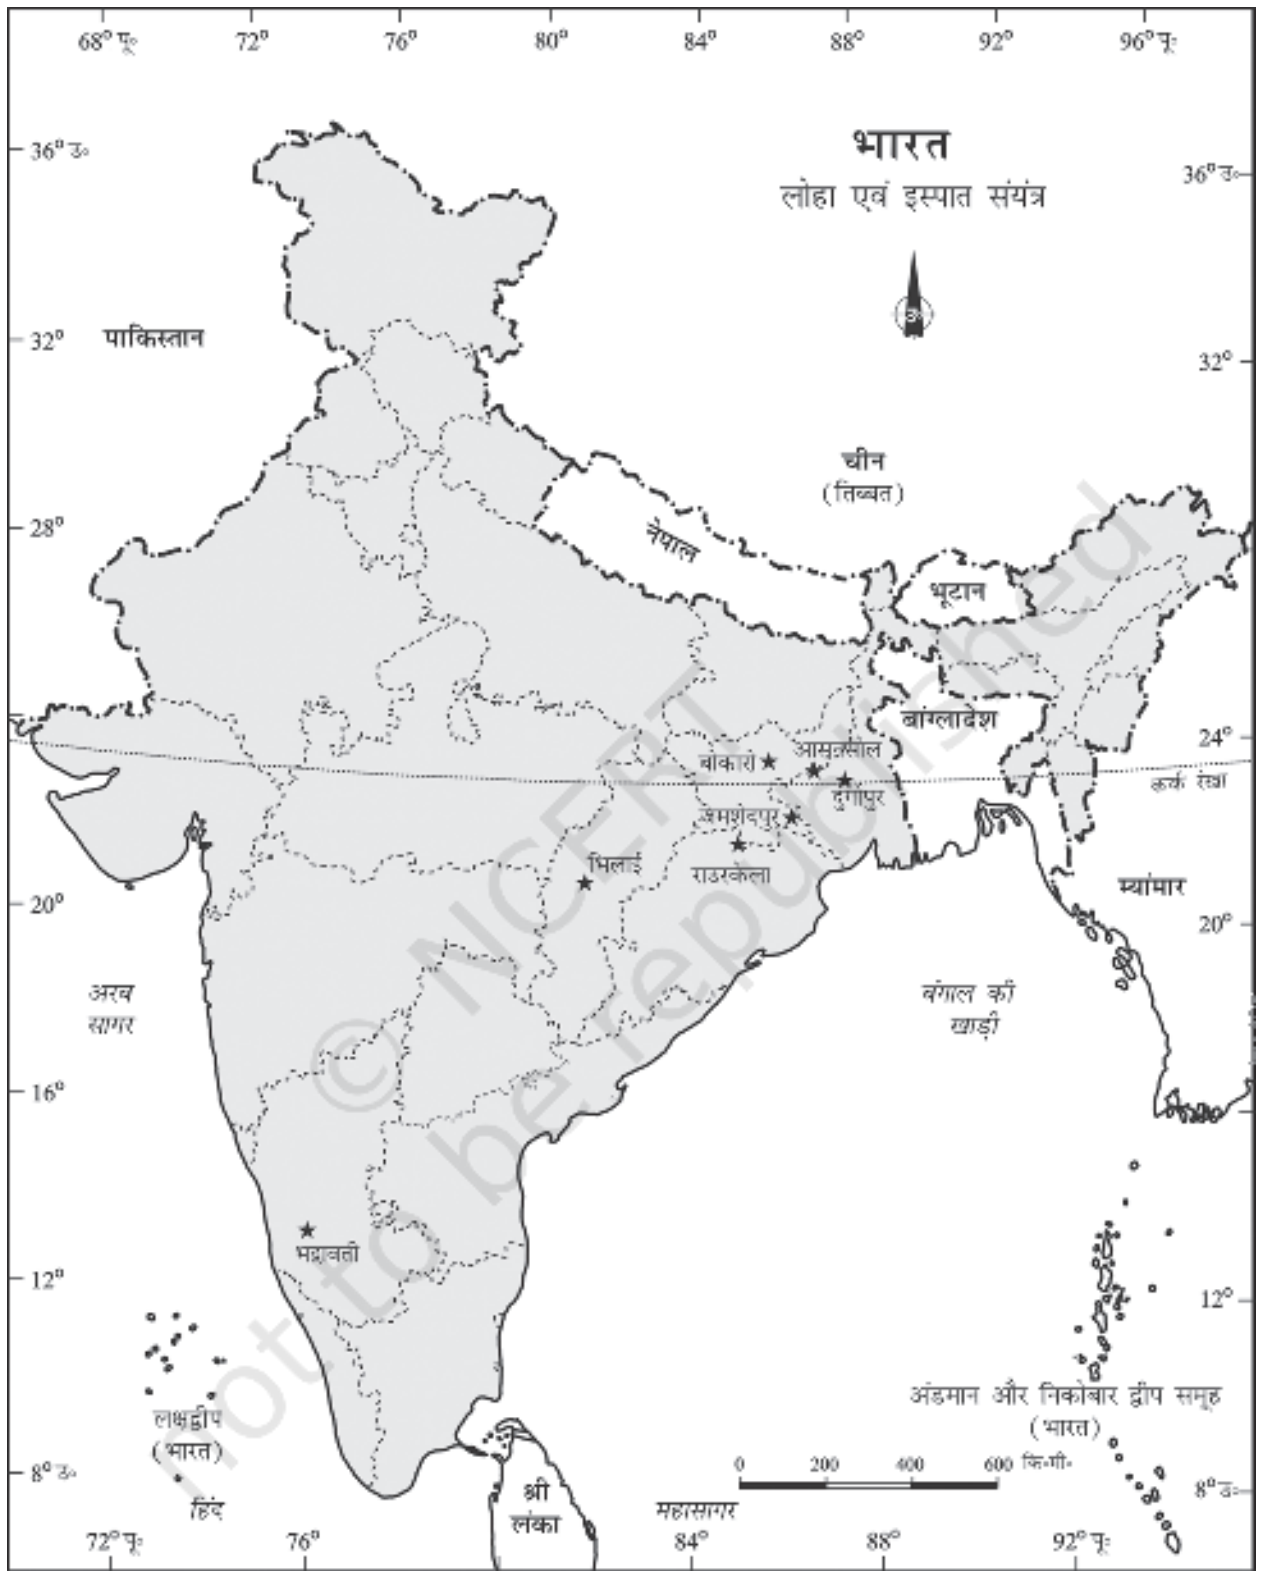 68° पू॰ 72° 76° 80° 84° 88° 92° 96° पू॰
36° उ॰
भारत
36° उ॰
लोहा एवं इस्पात संयंत्र
उ॰
पाकिस्तान
32°
32°
चीन
(तिब्बत)
28°
नेपाल
भूटान
बांग्लादेश
24°
बोकारो
आसनसोल
कर्क रेखा
दुर्गापुर
जमशेदपुर
भिलाई
राउरकेला
म्यांमार
20°
20°
अरब
सागर
बंगाल की
खाड़ी
16°
भद्रावती
12°
12°
अंडमान और निकोबार द्वीप समूह
(भारत)
लक्षद्वीप
(भारत)
0 200 400 600 कि॰मी॰
8° उ॰
8° उ॰
श्री
लंका
हिंद
महासागर
72° पू॰ 76° 84° 88° 92° पू॰
© NCERT
not to be republished